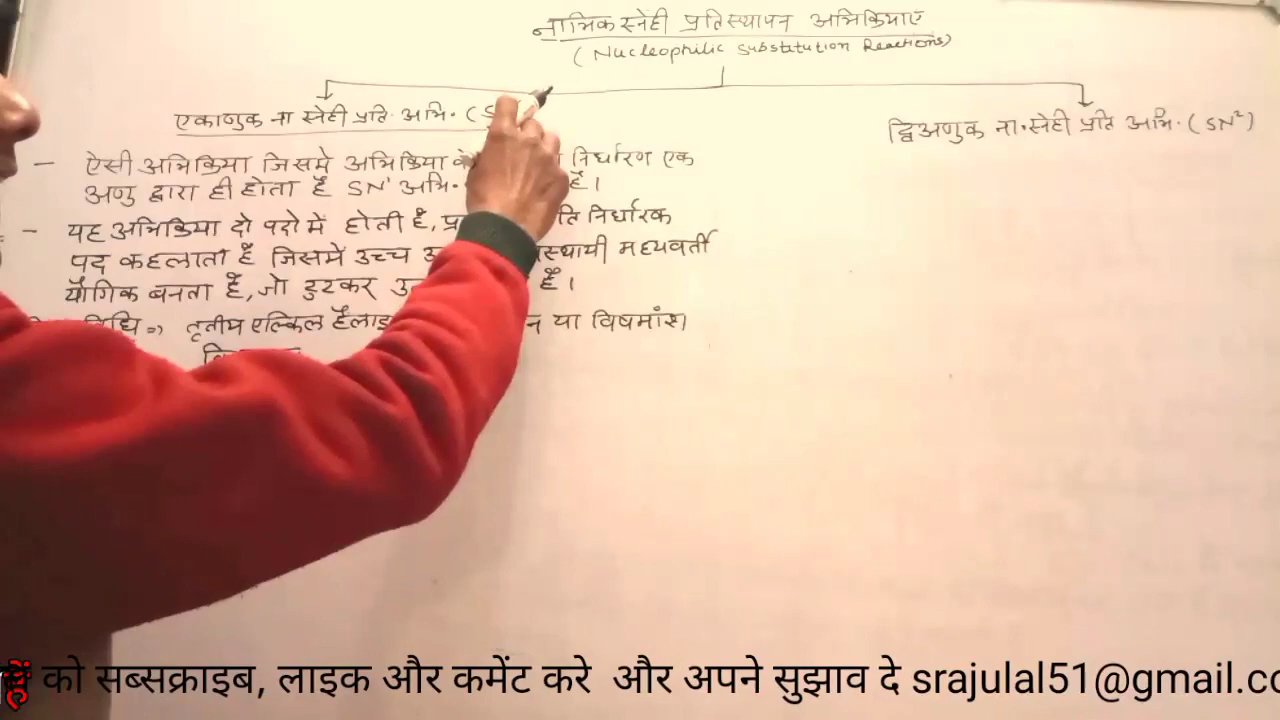 नाभिकस्नेही प्रतिस्थापन अभिक्रियाएँ
(Nucleophilic Substitution Reactions)
एकाणुक ना स्नेही प्रति. अभि. (S
द्विअणुक ना.स्नेही प्रति अभि. (SN²)
- ऐसी अभिक्रिया जिसमे अभिक्रिया निर्धारण एक
अणु द्वारा ही होता है SN' अभि. है।
- यह अभिक्रिया दो पदो में होती है, निर्धारक
पद कहलाता है जिसमें उच्च मध्यवर्ती
यौगिक बनता है, जो टुटकर है।
=> तृतीय एल्किल या विषमांश
को सब्सक्राइब, लाइक और कमेंट करे और अपने सुझाव दे srajulal51@gmail.co